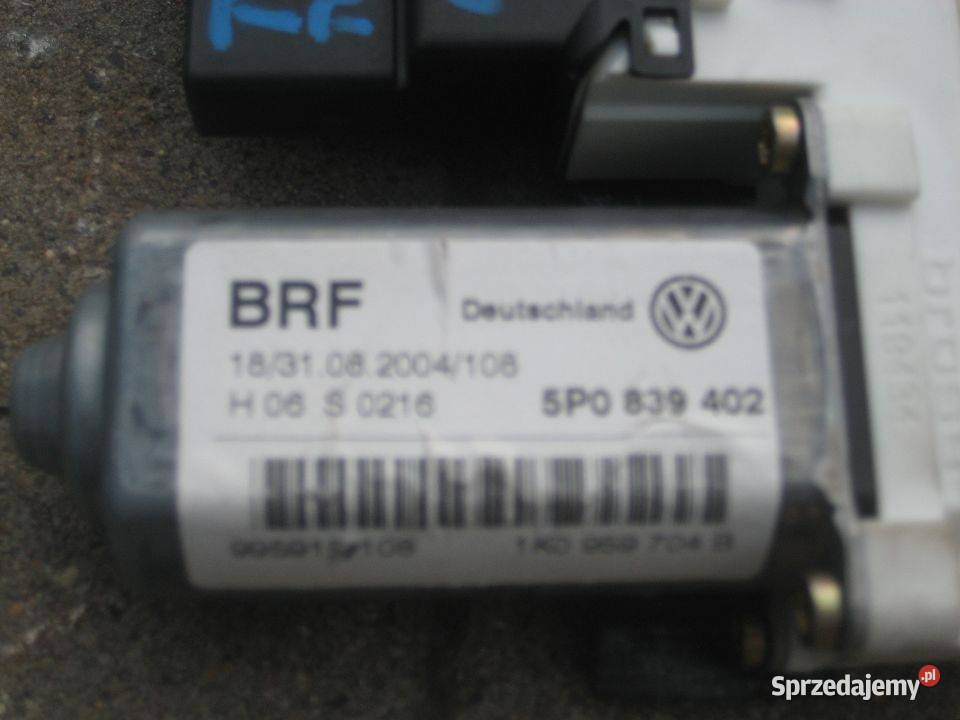 BRF
Deutschland
18/31.08.2004/108
H 06 S 0216
5P0 839 402
1K0 959 704 B
Sprzedajemy.pl